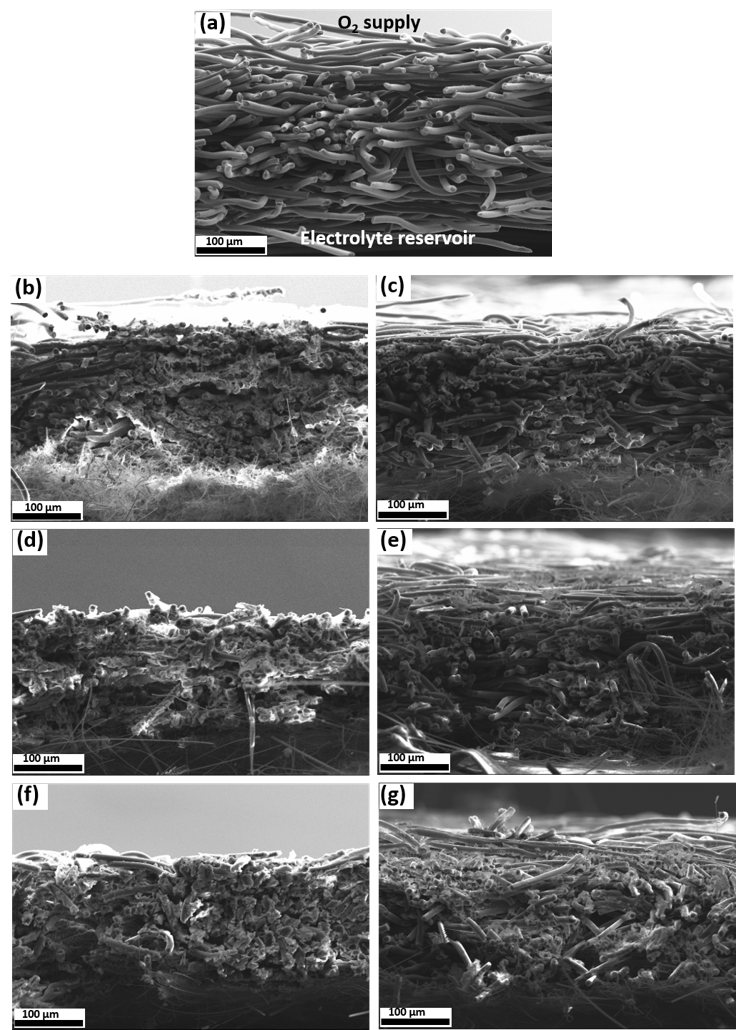 (a)
O2 supply
Electrolyte reservoir
100 µm
(b)
100 µm
(c)
100 µm
(d)
100 µm
(e)
100 µm
(f)
100 µm
(g)
100 µm